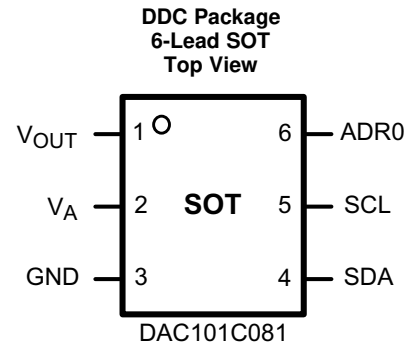 DDC Package
6-Lead SOT
Top View
VOUT 1 6 ADR0
VA 2 SOT 5 SCL
GND 3 4 SDA
DAC101C081